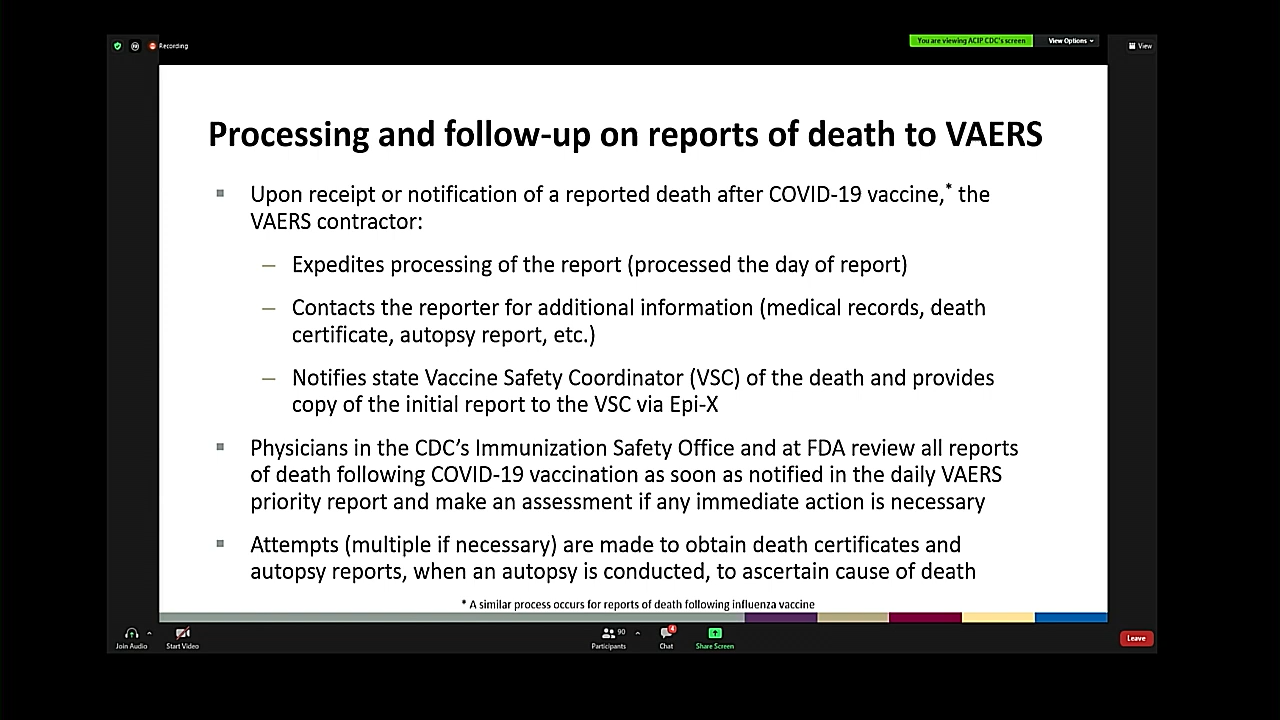 Recording
You are viewing ACIP CDC's screen
View Options
View
Processing and follow-up on reports of death to VAERS
Upon receipt or notification of a reported death after COVID-19 vaccine,* the
VAERS contractor:
– Expedites processing of the report (processed the day of report)
– Contacts the reporter for additional information (medical records, death
certificate, autopsy report, etc.)
– Notifies state Vaccine Safety Coordinator (VSC) of the death and provides
copy of the initial report to the VSC via Epi-X
Physicians in the CDC’s Immunization Safety Office and at FDA review all reports
of death following COVID-19 vaccination as soon as notified in the daily VAERS
priority report and make an assessment if any immediate action is necessary
Attempts (multiple if necessary) are made to obtain death certificates and
autopsy reports, when an autopsy is conducted, to ascertain cause of death
* A similar process occurs for reports of death following influenza vaccine
Join Audio
Start Video
90
Participants
4
Chat
Share Screen
Leave